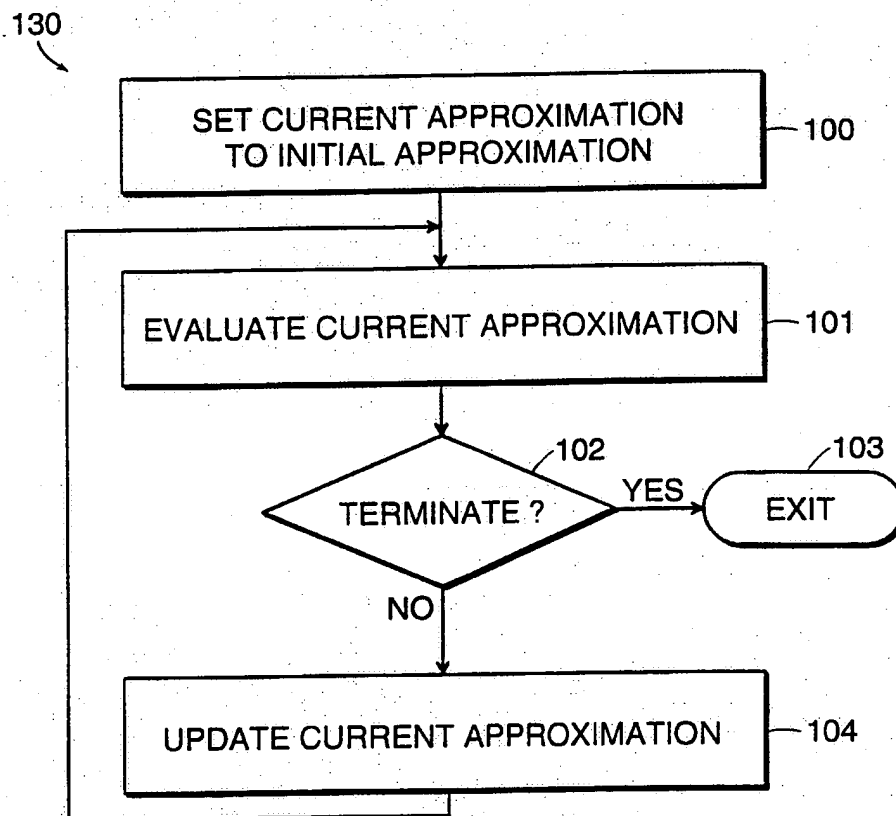 130
SET CURRENT APPROXIMATION
TO INITIAL APPROXIMATION
100
EVALUATE CURRENT APPROXIMATION
101
102
TERMINATE ?
YES
103
EXIT
NO
UPDATE CURRENT APPROXIMATION
104